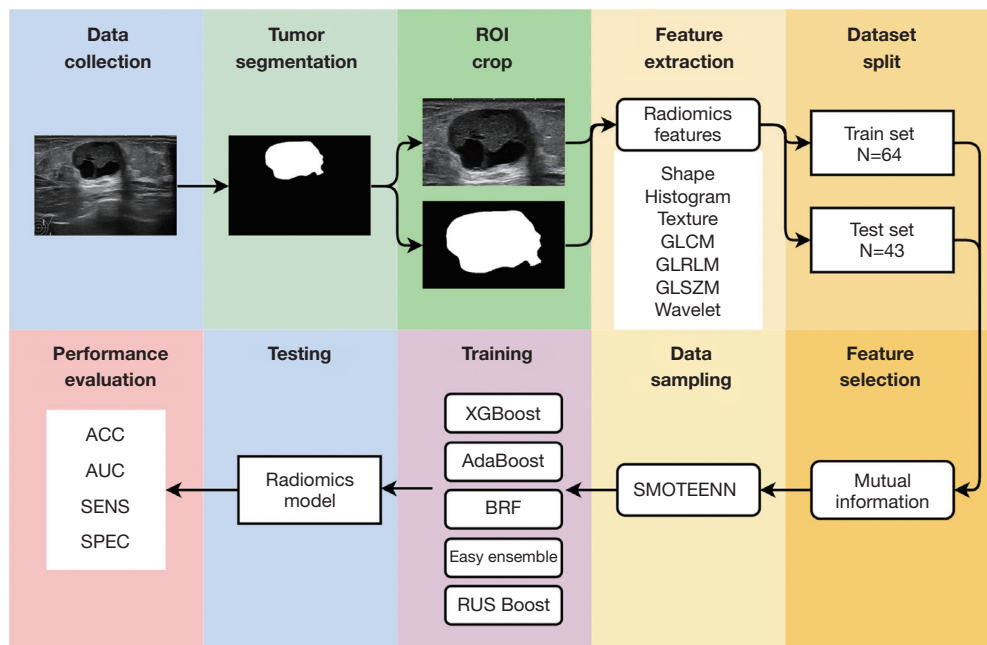 Data
collection
Tumor
segmentation
ROI
crop
Feature
extraction
Dataset
split
Radiomics
features
Shape
Histogram
Texture
GLCM
GLRLM
GLSZM
Wavelet
Train set
N=64
Test set
N=43
Performance
evaluation
ACC
AUC
SENS
SPEC
Testing
Radiomics
model
Training
XGBoost
AdaBoost
BRF
Easy ensemble
RUS Boost
Data
sampling
SMOTEENN
Feature
selection
Mutual
information